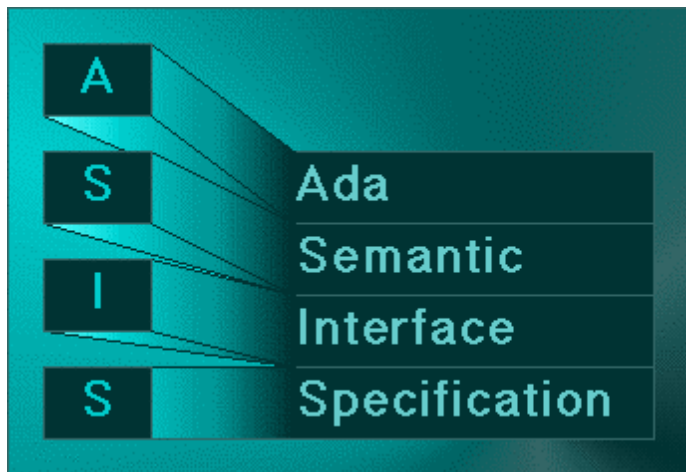 A Ada
S Semantic
I Interface
S Specification